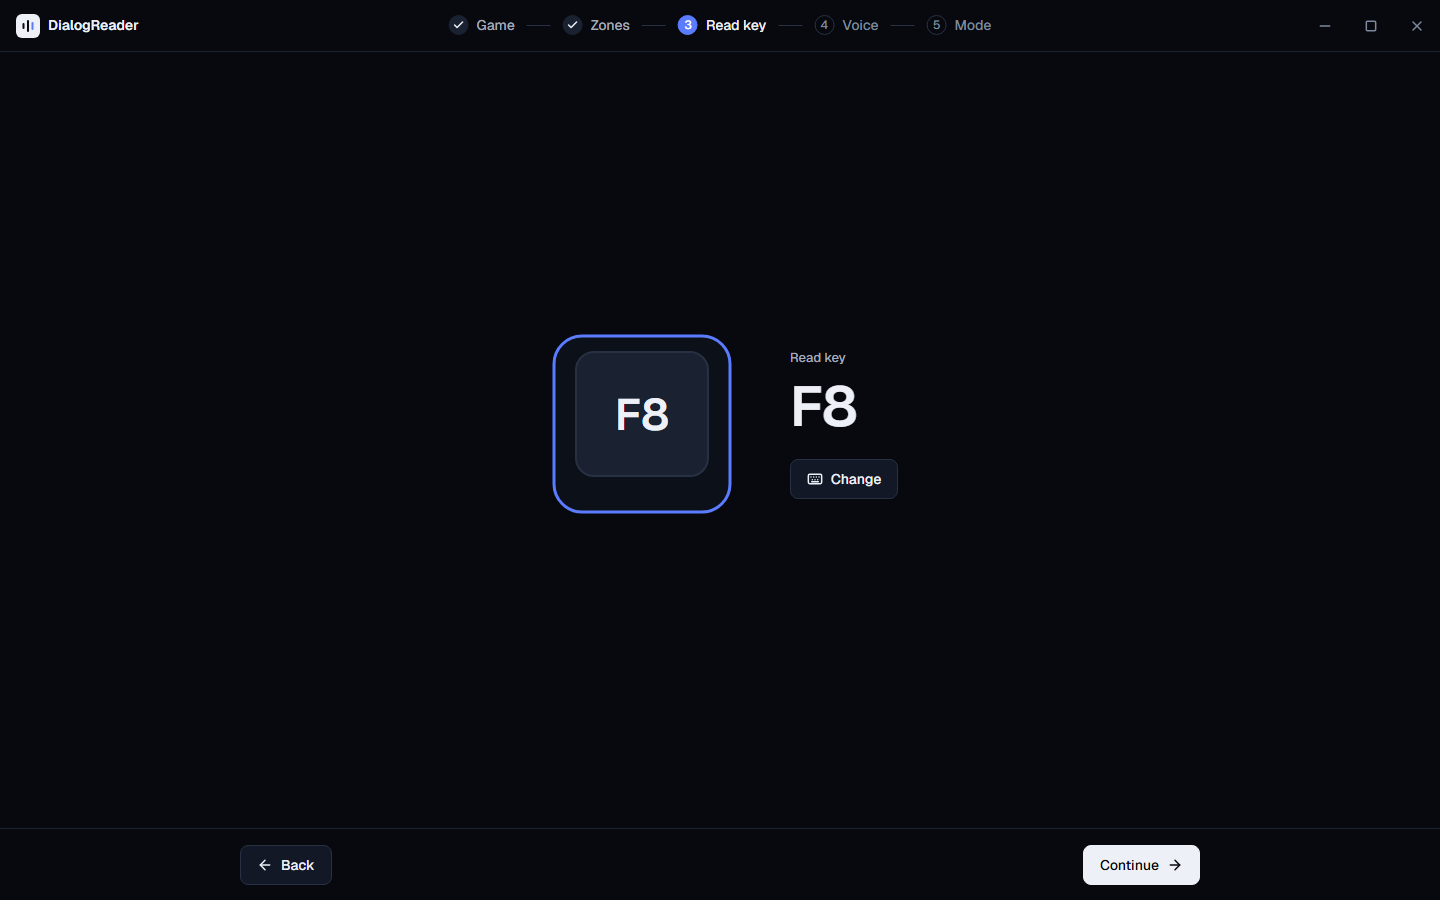 DialogReader
Game
Zones
3 Read key
4 Voice
5 Mode
F8
Read key
F8
Change
Back
Continue